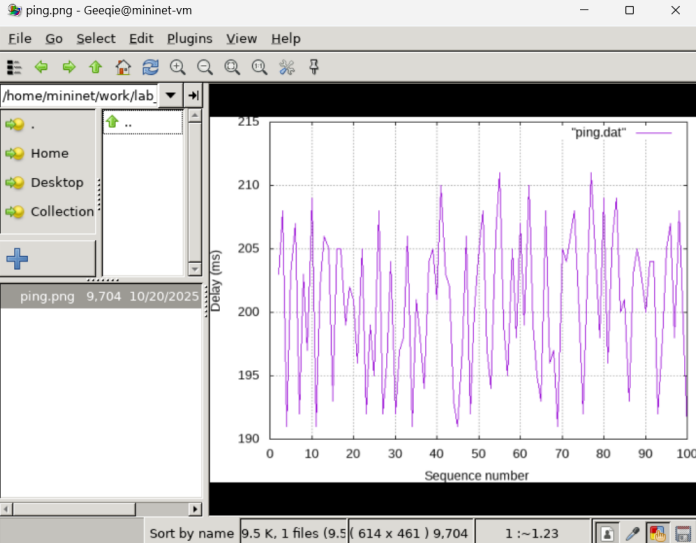 ping.png - Geeqie@mininet-vm
File Go Select Edit Plugins View Help
/home/mininet/work/lab_
.
..
Home
Desktop
Collection
ping.png 9,704 10/20/2025
215
210
205
200
195
190
Delay (ms)
"ping.dat"
0 10 20 30 40 50 60 70 80 90 100
Sequence number
Sort by name 9.5 K, 1 files (9.5 ( 614 x 461 ) 9,704 1 :~1.23